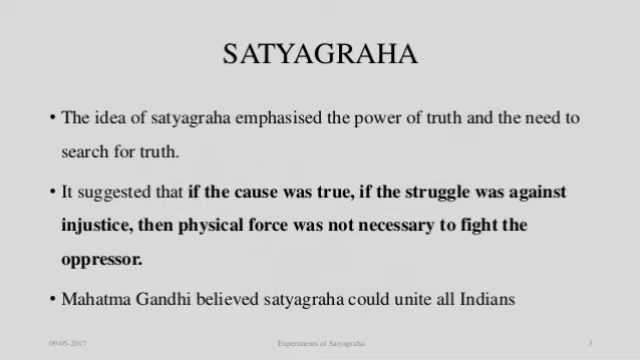 SATYAGRAHA
• The idea of satyagraha emphasised the power of truth and the need to
search for truth.
• It suggested that if the cause was true, if the struggle was against
injustice, then physical force was not necessary to fight the
oppressor.
• Mahatma Gandhi believed satyagraha could unite all Indians
09-05-2017 Experiments of Satyagraha 3